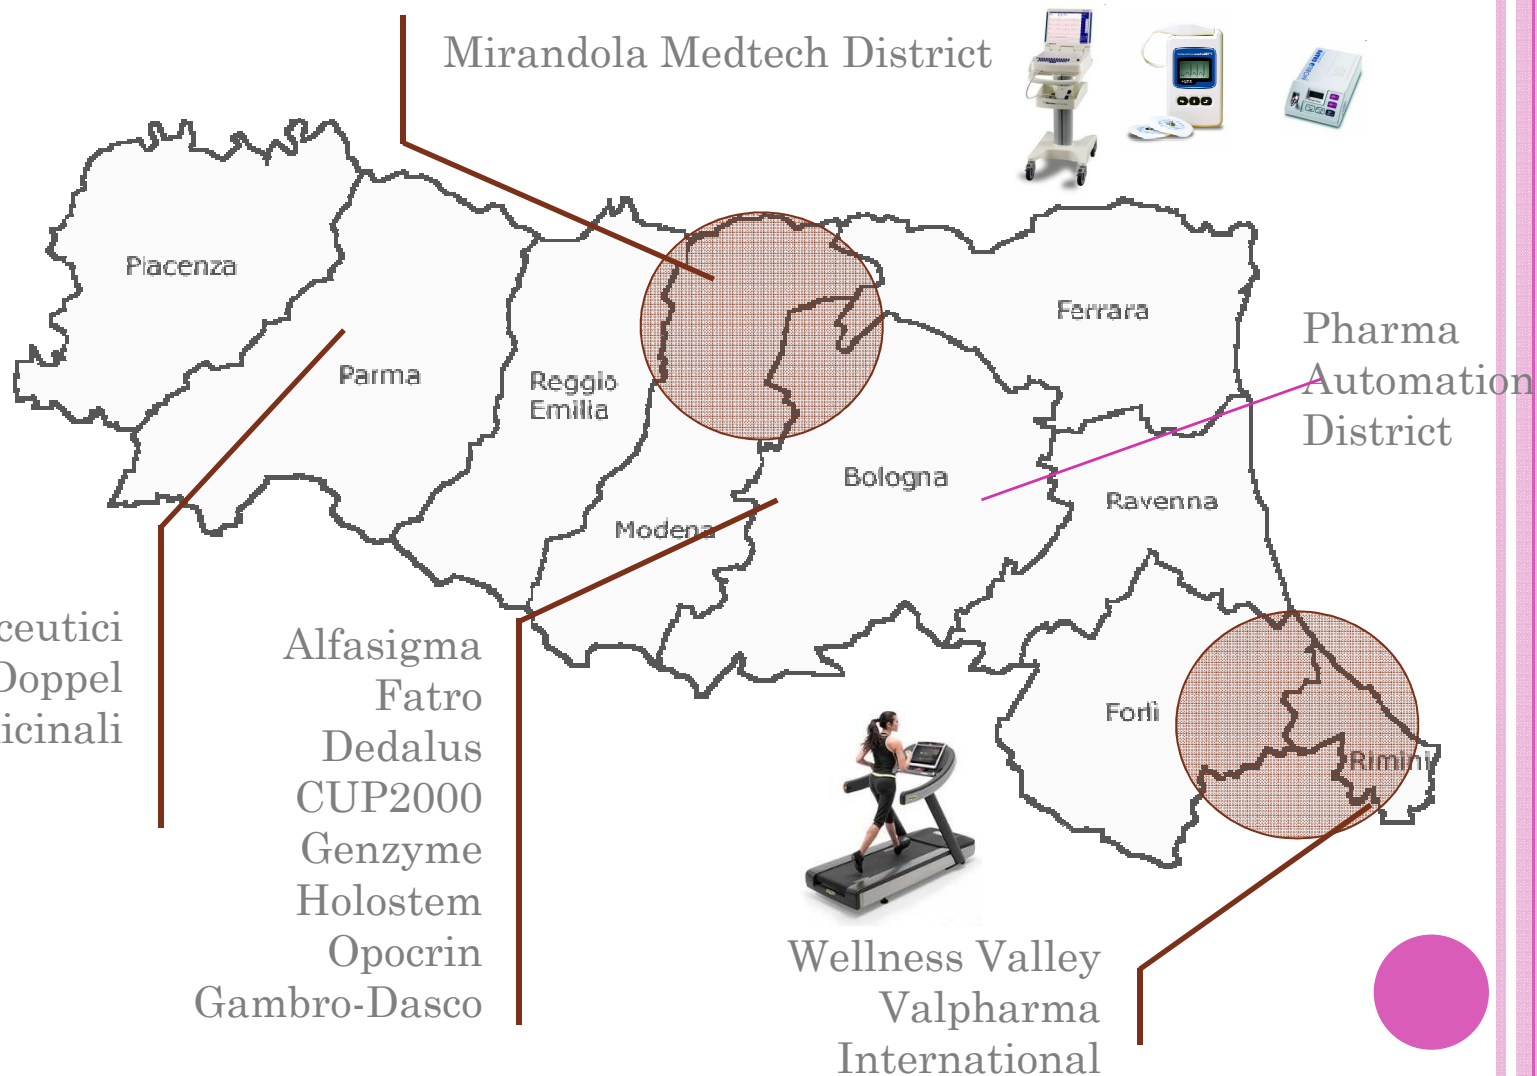 Mirandola Medtech District
Piacenza
Parma
Reggio
Emilia
Modena
Bologna
Ferrara
Ravenna
Forlì
Rimini
Pharma
Automation
District
ceutici
Doppel
icinali
Alfasigma
Fatro
Dedalus
CUP2000
Genzyme
Holostem
Opocrin
Gambro-Dasco
Wellness Valley
Valpharma
International